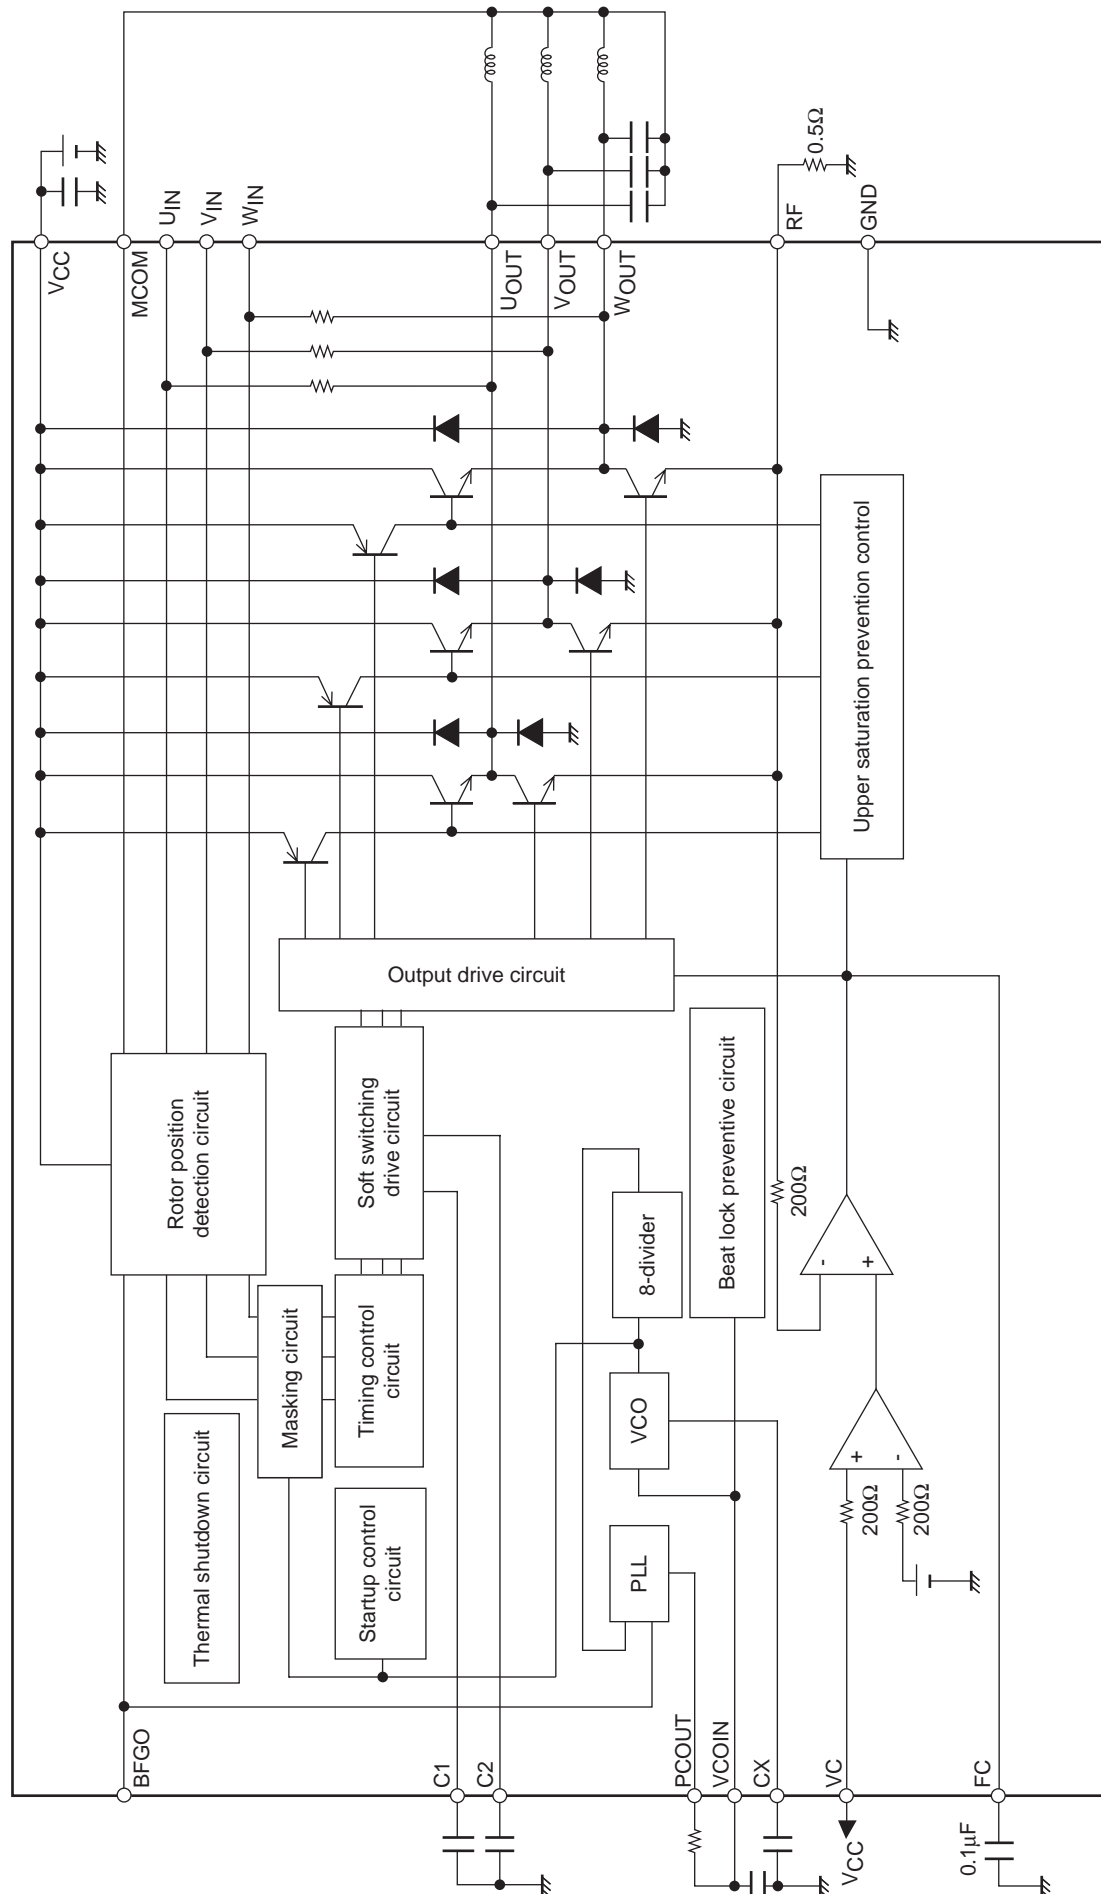 VCC
MCOM
UIN
VIN
WIN
UOUT
VOUT
WOUT
RF
0.5Ω
GND
Upper saturation prevention control
Output drive circuit
Rotor position
detection circuit
Soft switching
drive circuit
Beat lock preventive circuit
8-divider
200Ω
-
+
Masking circuit
Timing control
circuit
VCO
Thermal shutdown circuit
Startup control
circuit
PLL
+
-
200Ω
200Ω
BFGO
C1
C2
PCOUT
VCOIN
CX
VC
FC
VCC
0.1μF